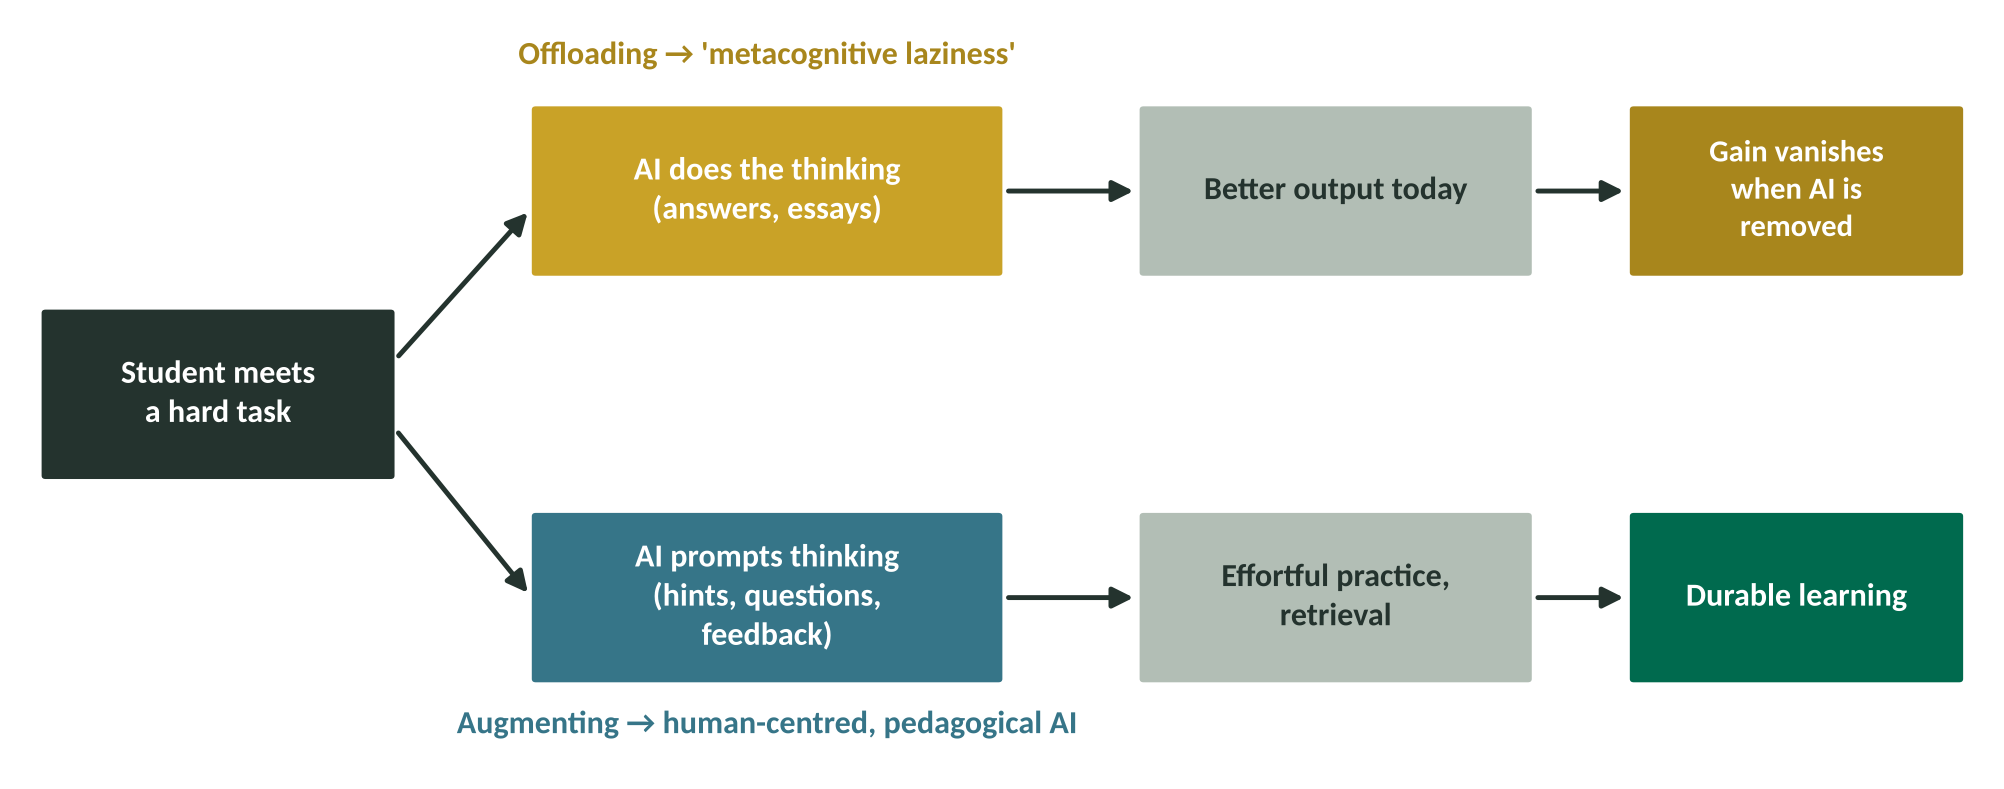 Offloading → 'metacognitive laziness'
AI does the thinking
(answers, essays)
Better output today
Gain vanishes
when AI is
removed
Student meets
a hard task
AI prompts thinking
(hints, questions,
feedback)
Effortful practice,
retrieval
Durable learning
Augmenting → human-centred, pedagogical AI